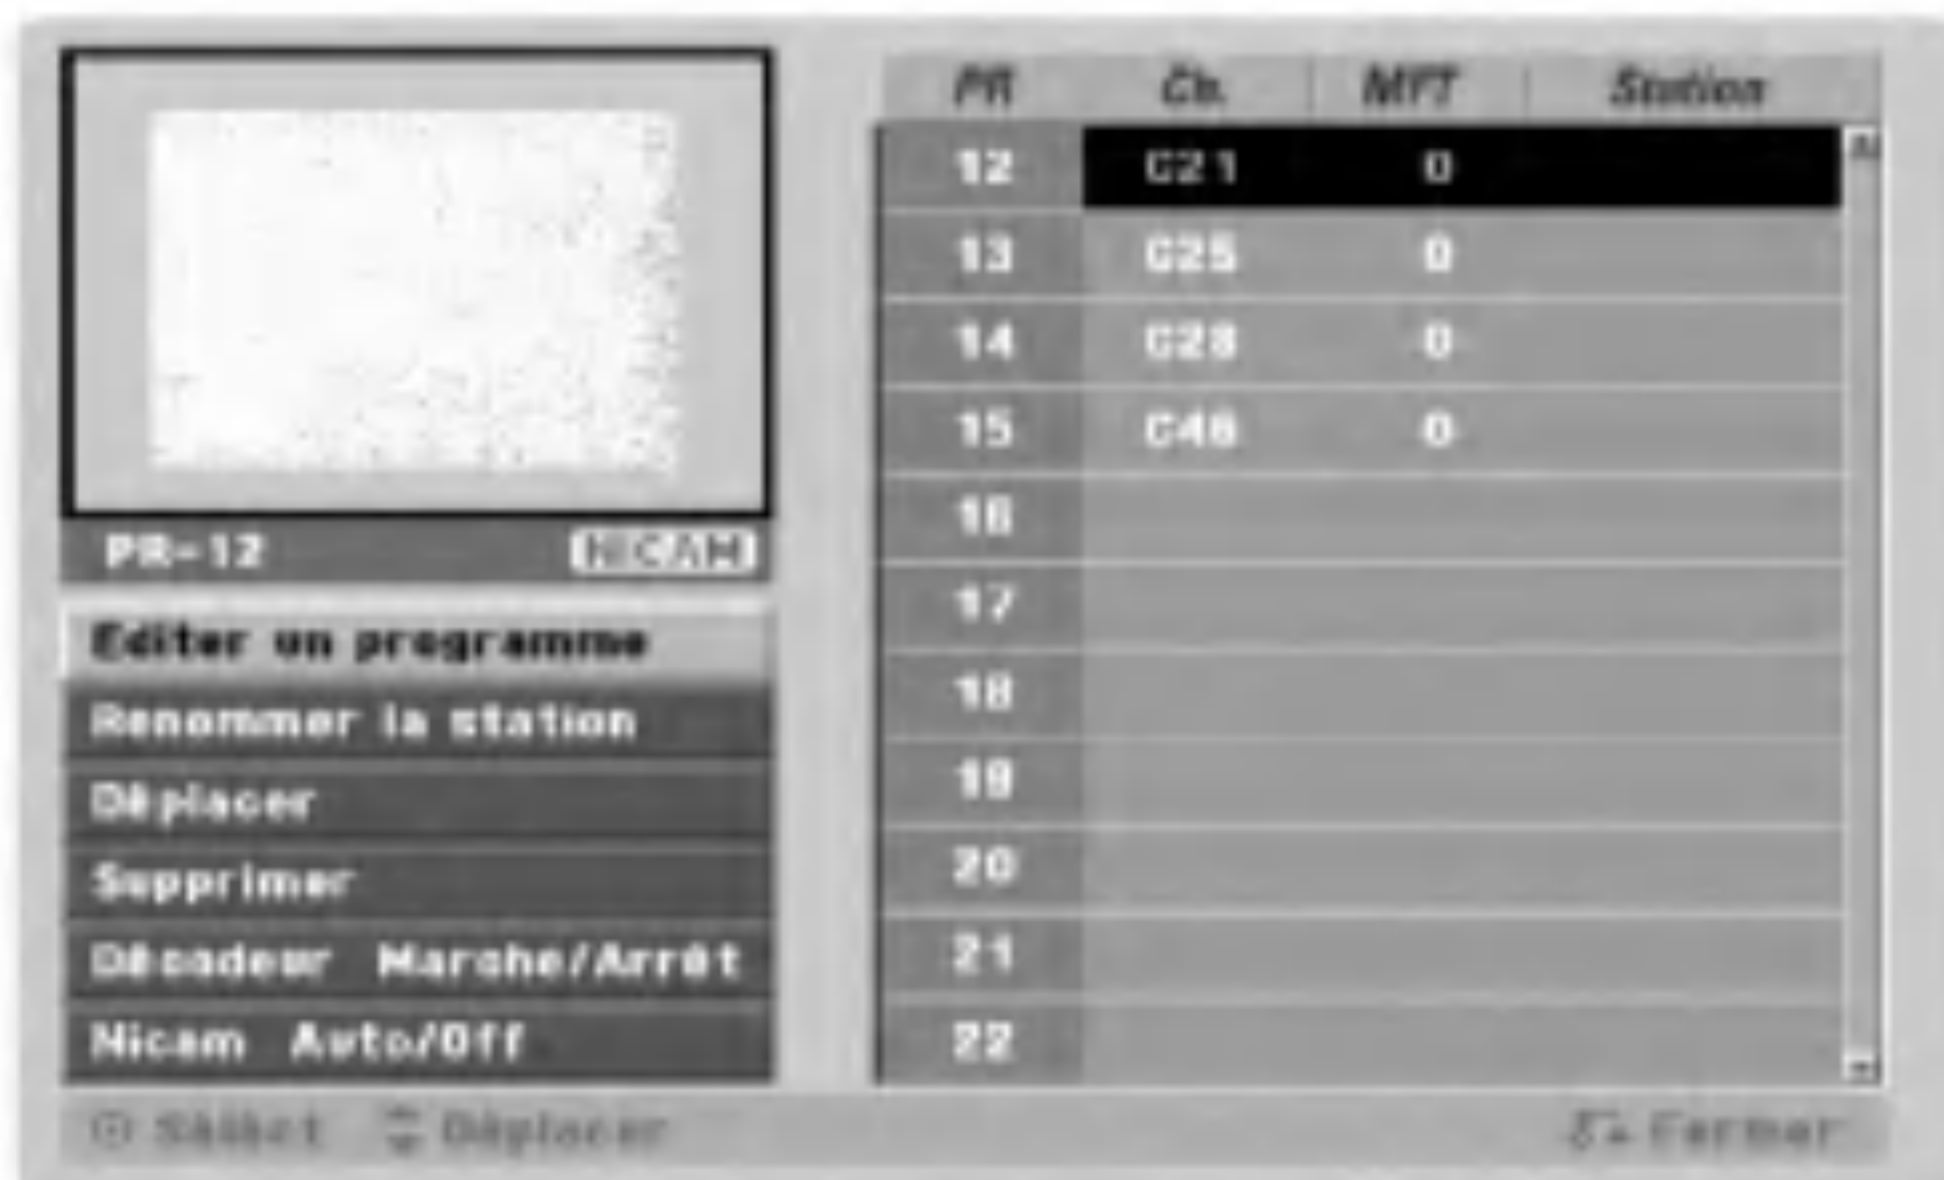 PR Ch. MFT Station
12 C21 0
13 C25 0
14 C28 0
15 C46 0
16
17
18
19
20
21
22
PR-12 NICAM
Editer un programme
Renommer la station
Déplacer
Supprimer
Décodeur Marche/Arrêt
Nicam Auto/Off
Sélèct Déplacer Fermer